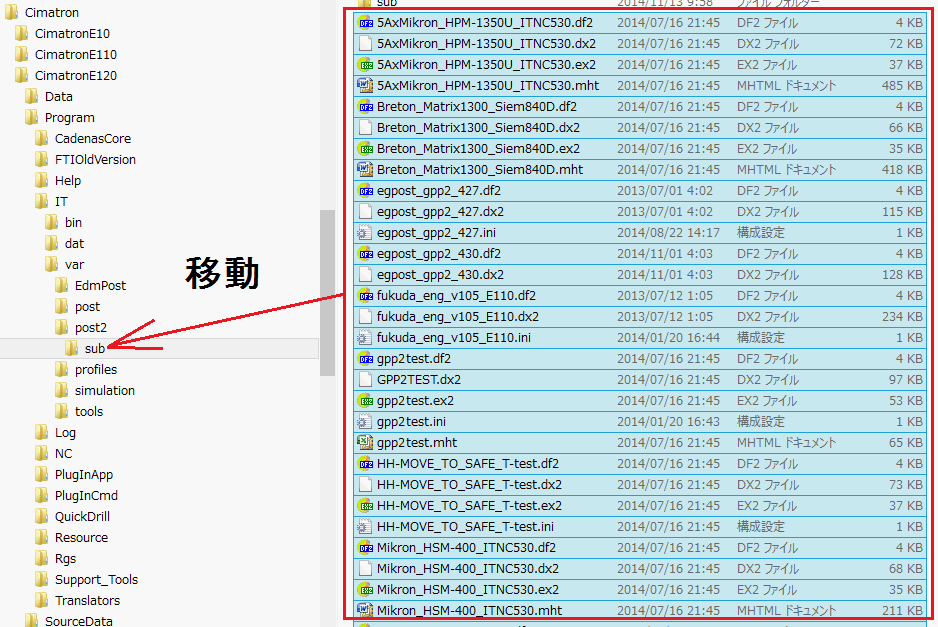 Cimatron
CimatronE10
CimatronE110
CimatronE120
Data
Program
CadenasCore
FTIOldVersion
Help
IT
bin
dat
var
EdmPost
post
post2
sub
profiles
simulation
tools
Log
NC
PlugInApp
PlugInCmd
QuickDrill
Resource
Rgs
Support_Tools
Translators
SourceData
移動
sub 2014/11/13 9:58 ファイル フォルダー
5AxMikron_HPM-1350U_ITNC530.df2 2014/07/16 21:45 DF2 ファイル 4 KB
5AxMikron_HPM-1350U_ITNC530.dx2 2014/07/16 21:45 DX2 ファイル 72 KB
5AxMikron_HPM-1350U_ITNC530.ex2 2014/07/16 21:45 EX2 ファイル 37 KB
5AxMikron_HPM-1350U_ITNC530.mht 2014/07/16 21:45 MHTML ドキュメント 485 KB
Breton_Matrix1300_Siem840D.df2 2014/07/16 21:45 DF2 ファイル 4 KB
Breton_Matrix1300_Siem840D.dx2 2014/07/16 21:45 DX2 ファイル 66 KB
Breton_Matrix1300_Siem840D.ex2 2014/07/16 21:45 EX2 ファイル 35 KB
Breton_Matrix1300_Siem840D.mht 2014/07/16 21:45 MHTML ドキュメント 418 KB
egpost_gpp2_427.df2 2013/07/01 4:02 DF2 ファイル 4 KB
egpost_gpp2_427.dx2 2013/07/01 4:02 DX2 ファイル 115 KB
egpost_gpp2_427.ini 2014/08/22 14:17 構成設定 1 KB
egpost_gpp2_430.df2 2014/11/01 4:03 DF2 ファイル 4 KB
egpost_gpp2_430.dx2 2014/11/01 4:03 DX2 ファイル 128 KB
fukuda_eng_v105_E110.df2 2013/07/12 1:05 DF2 ファイル 4 KB
fukuda_eng_v105_E110.dx2 2013/07/12 1:05 DX2 ファイル 234 KB
fukuda_eng_v105_E110.ini 2014/01/20 16:44 構成設定 1 KB
gpp2test.df2 2014/07/16 21:45 DF2 ファイル 4 KB
GPP2TEST.dx2 2014/07/16 21:45 DX2 ファイル 97 KB
gpp2test.ex2 2014/07/16 21:45 EX2 ファイル 53 KB
gpp2test.ini 2014/01/20 16:43 構成設定 1 KB
gpp2test.mht 2014/07/16 21:45 MHTML ドキュメント 65 KB
HH-MOVE_TO_SAFE_T-test.df2 2014/07/16 21:45 DF2 ファイル 4 KB
HH-MOVE_TO_SAFE_T-test.dx2 2014/07/16 21:45 DX2 ファイル 73 KB
HH-MOVE_TO_SAFE_T-test.ex2 2014/07/16 21:45 EX2 ファイル 37 KB
HH-MOVE_TO_SAFE_T-test.ini 2014/07/16 21:45 構成設定 1 KB
Mikron_HSM-400_ITNC530.df2 2014/07/16 21:45 DF2 ファイル 4 KB
Mikron_HSM-400_ITNC530.dx2 2014/07/16 21:45 DX2 ファイル 68 KB
Mikron_HSM-400_ITNC530.ex2 2014/07/16 21:45 EX2 ファイル 35 KB
Mikron_HSM-400_ITNC530.mht 2014/07/16 21:45 MHTML ドキュメント 211 KB